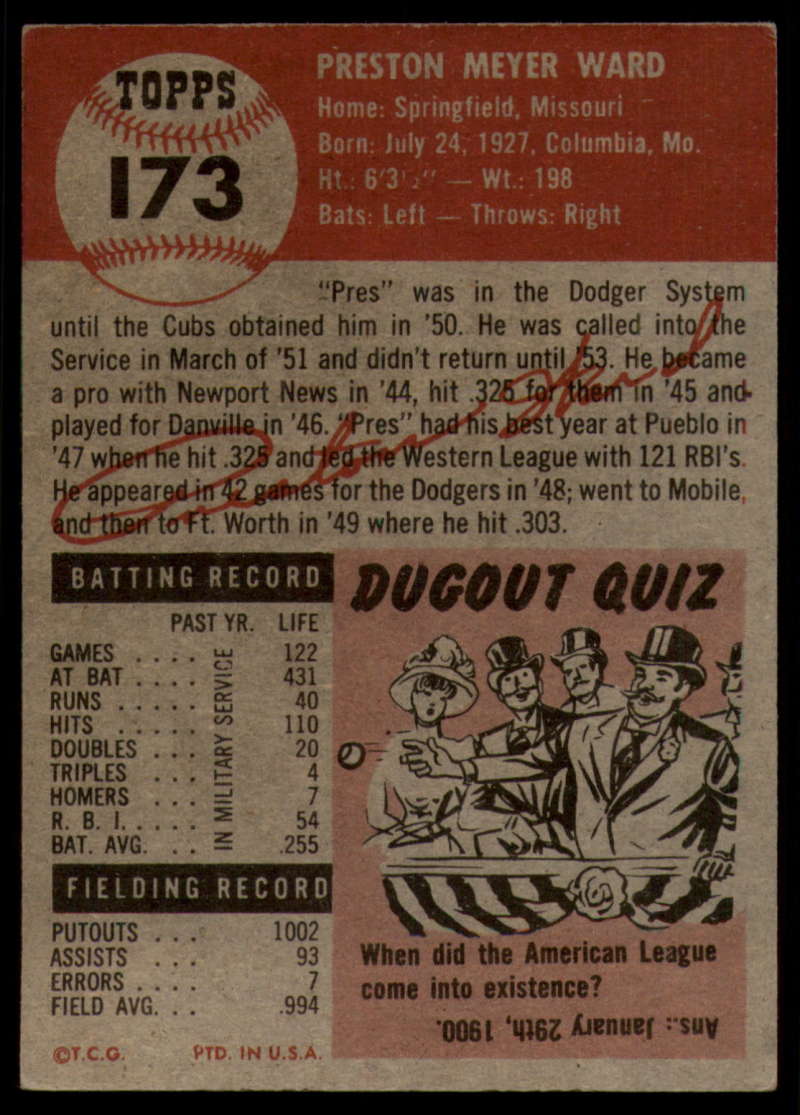 TOPPS
173
PRESTON MEYER WARD
Home: Springfield, Missouri
Born: July 24, 1927, Columbia, Mo.
Ht.: 6'3½" — Wt.: 198
Bats: Left — Throws: Right
"Pres" was in the Dodger System
until the Cubs obtained him in '50. He was called into the
Service in March of '51 and didn't return until '53. He became
a pro with Newport News in '44, hit .325 for them in '45 and
played for Danville in '46. "Pres" had his best year at Pueblo in
'47 when he hit .325 and led the Western League with 121 RBI's.
He appeared in 42 games for the Dodgers in '48; went to Mobile,
and then to Ft. Worth in '49 where he hit .303.
BATTING RECORD
PAST YR. LIFE
GAMES .... 122
AT BAT .... 431
RUNS ..... 40
HITS ...... 110
DOUBLES ... 20
TRIPLES ... 4
HOMERS ... 7
R. B. I. .... 54
BAT. AVG. .. .255
IN MILITARY SERVICE
FIELDING RECORD
PUTOUTS ... 1002
ASSISTS ... 93
ERRORS .... 7
FIELD AVG. .. .994
©T.C.G. PTD. IN U.S.A.
DUGOUT QUIZ
When did the American League
come into existence?
Ans.: January 29th, 1900.